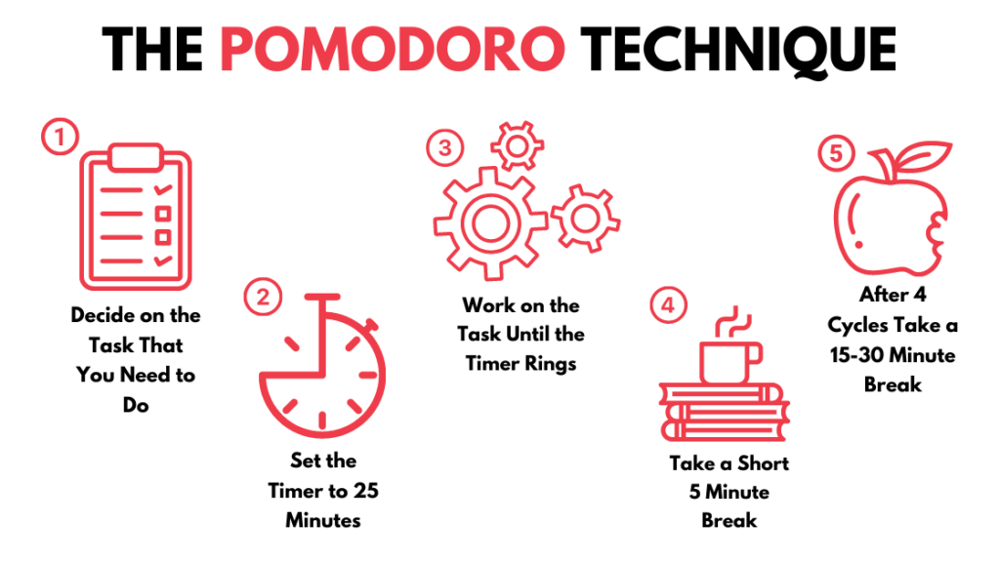 THE POMODORO TECHNIQUE
1
Decide on the
Task That
You Need to
Do
2
Set the
Timer to 25
Minutes
3
Work on the
Task Until the
Timer Rings
4
Take a Short
5 Minute
Break
5
After 4
Cycles Take a
15-30 Minute
Break